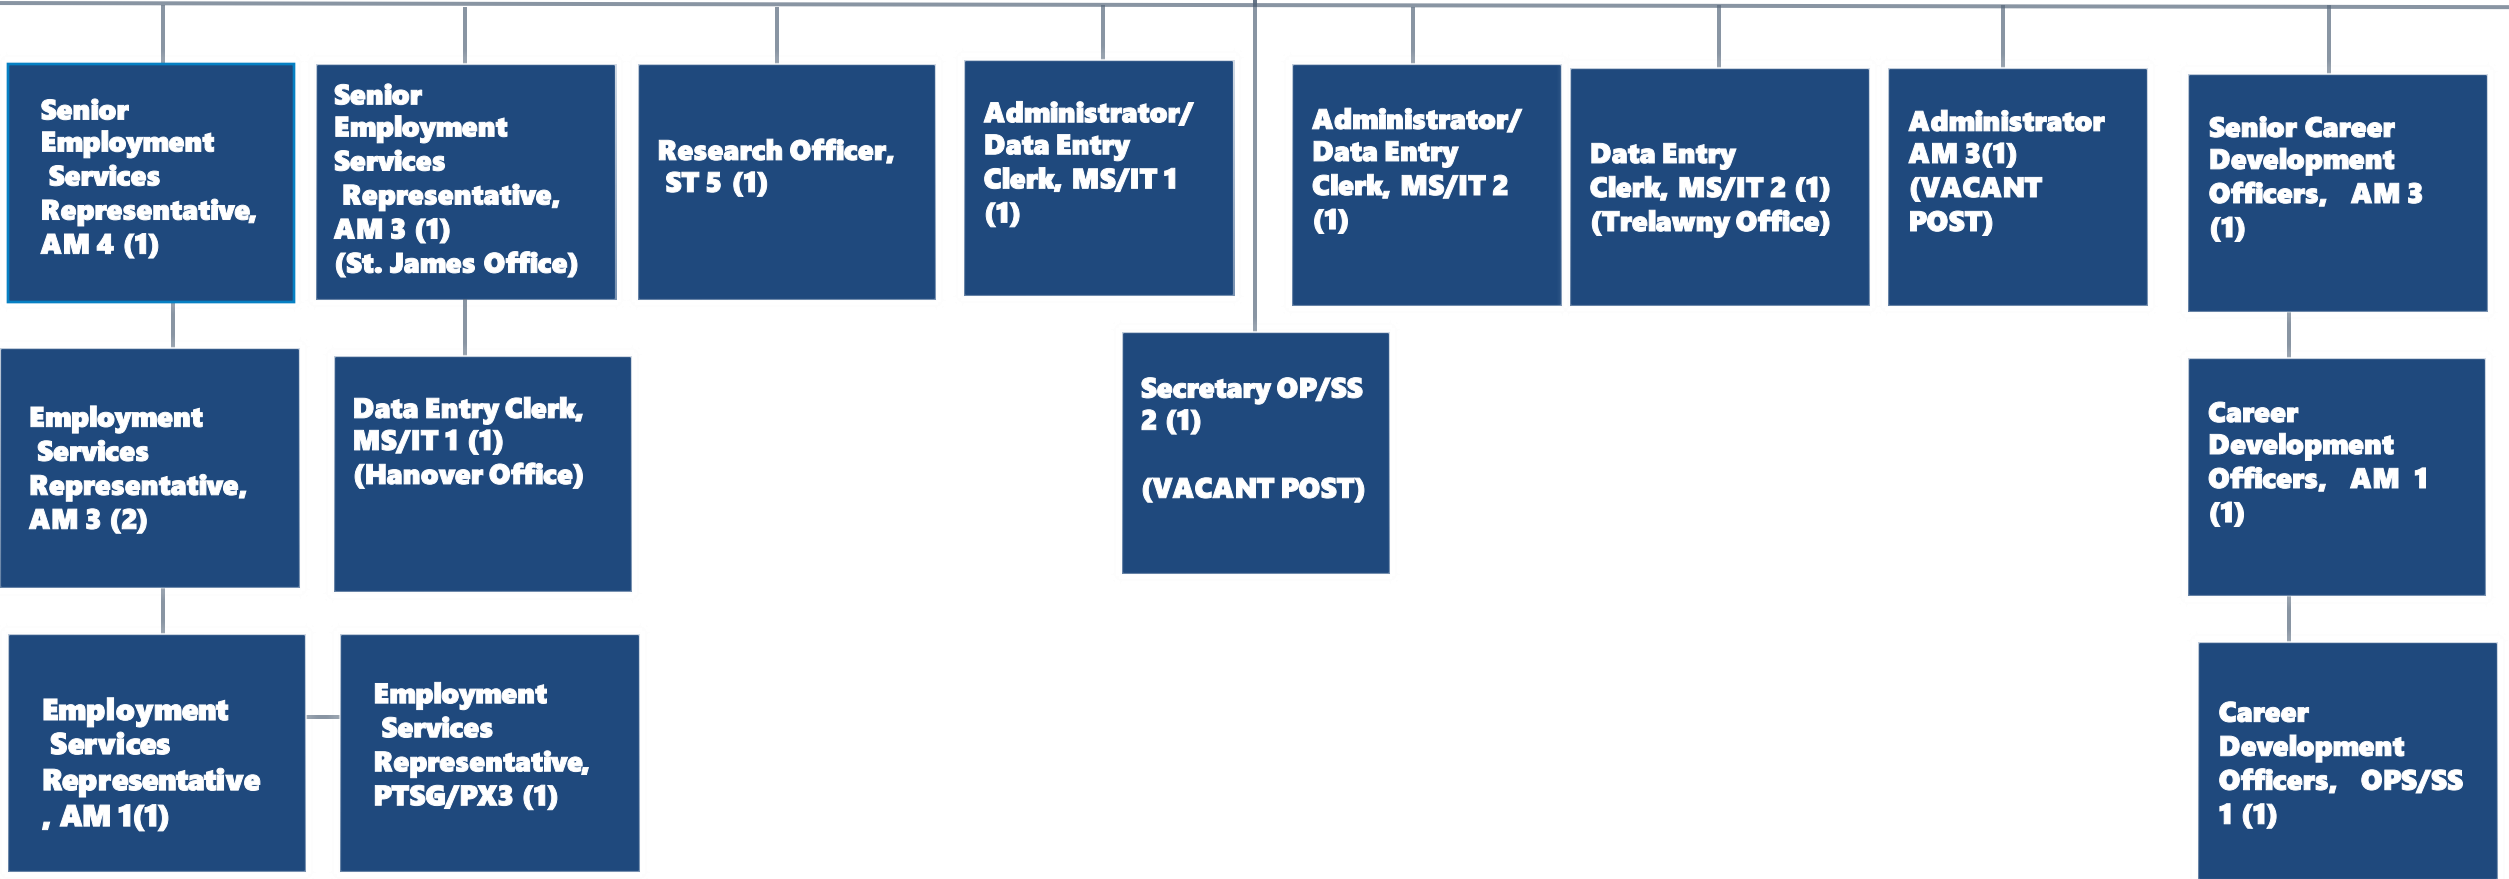 Senior
Employment
Services
Representative,
AM 4 (1)
Senior
Employment
Services
Representative,
AM 3 (1)
(St. James Office)
Research Officer,
ST 5 (1)
Administrator/
Data Entry
Clerk, MS/IT 1
(1)
Administrator/
Data Entry
Clerk, MS/IT 2
(1)
Data Entry
Clerk, MS/IT 2 (1)
(Trelawny Office)
Administrator
AM 3(1)
(VACANT
POST)
Senior Career
Development
Officers, AM 3
(1)
Employment
Services
Representative,
AM 3 (2)
Data Entry Clerk,
MS/IT 1 (1)
(Hanover Office)
Secretary OP/SS
2 (1)
(VACANT POST)
Career
Development
Officers, AM 1
(1)
Employment
Services
Representative
, AM 1(1)
Employment
Services
Representative,
PTSG/PX3 (1)
Career
Development
Officers, OPS/SS
1 (1)